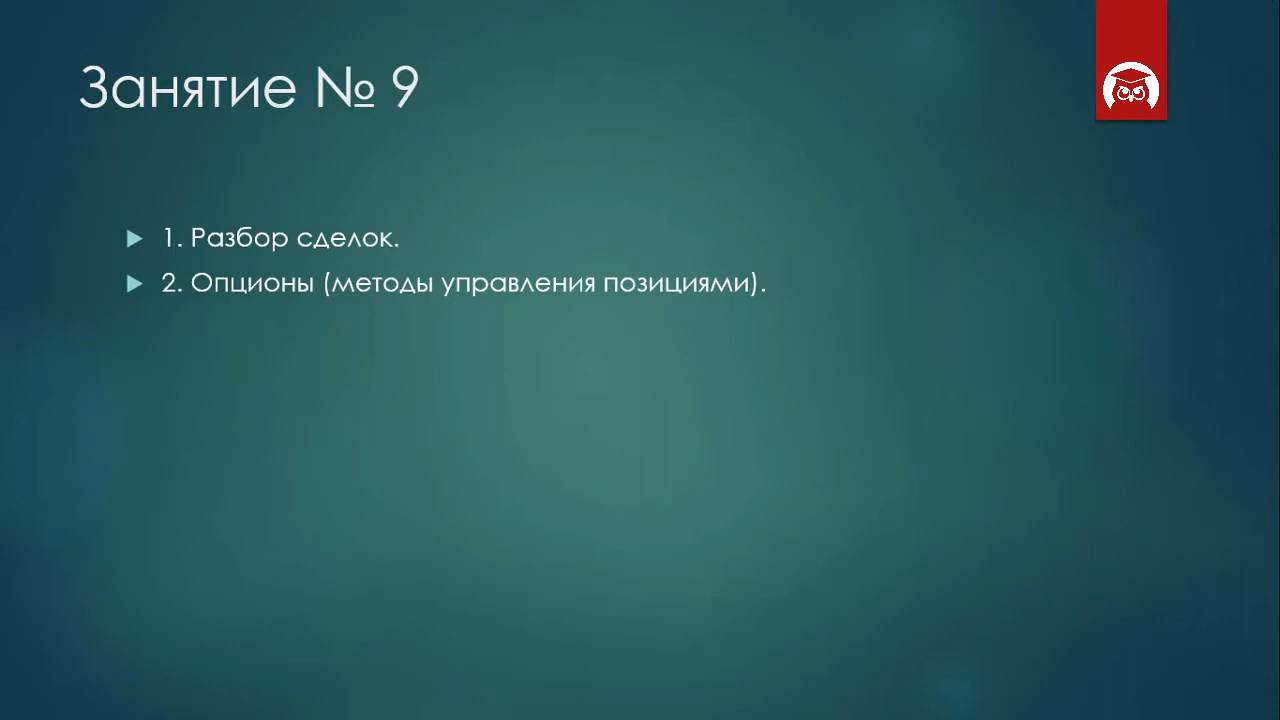 Занятие № 9
1. Разбор сделок.
2. Опционы (методы управления позициями).